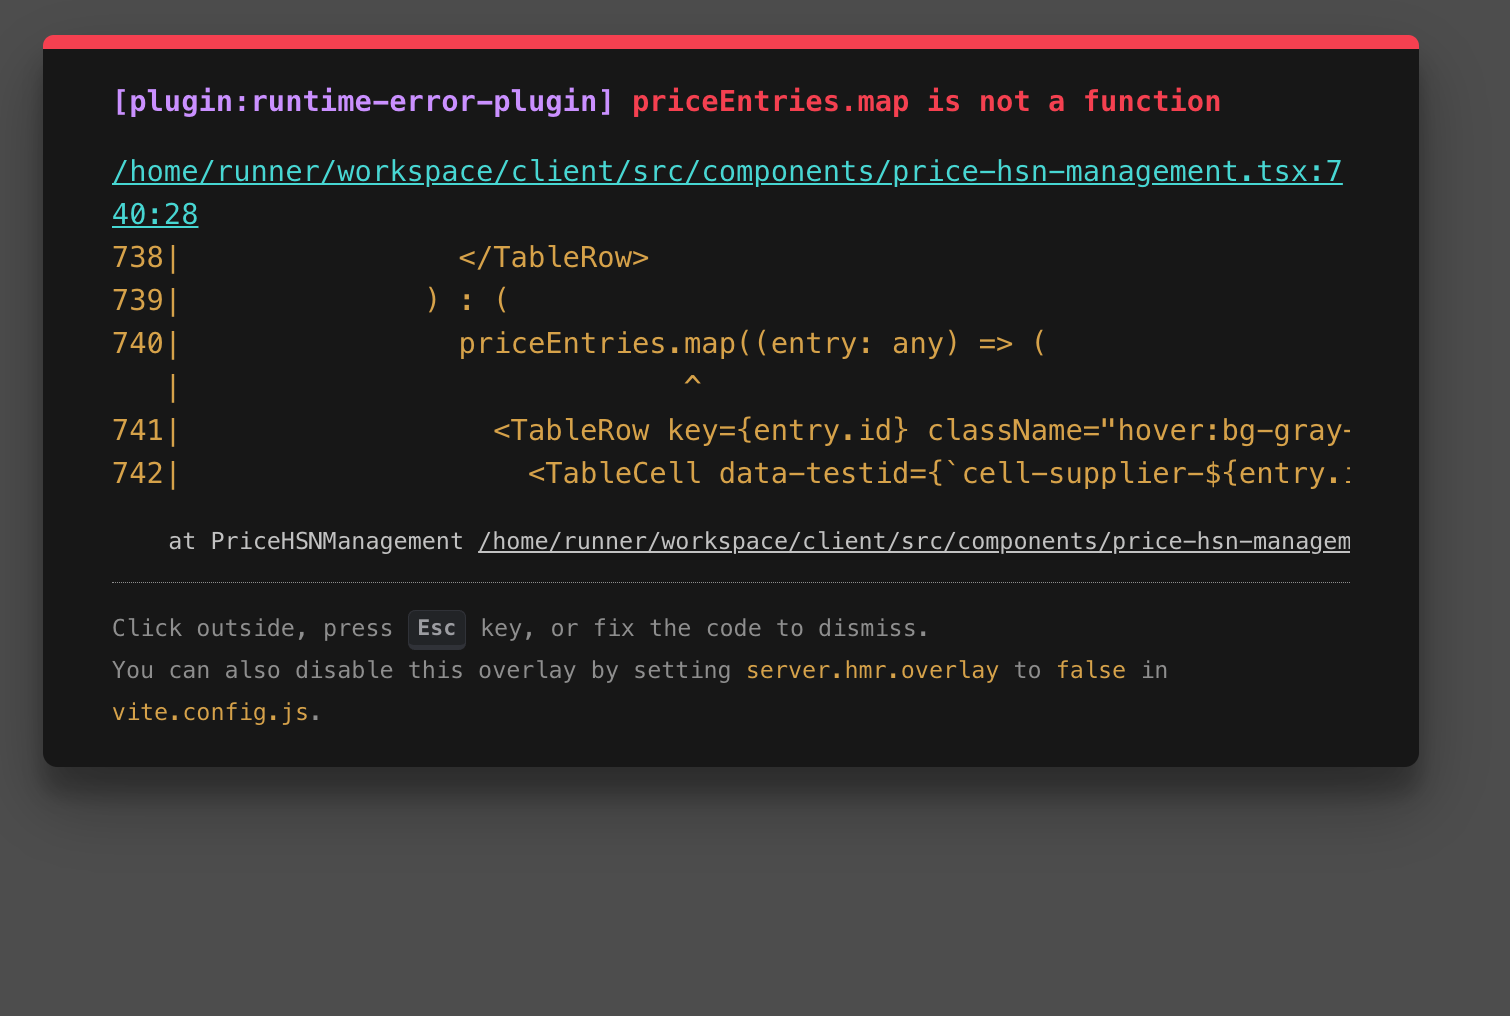 [plugin:runtime-error-plugin] priceEntries.map is not a function
/home/runner/workspace/client/src/components/price-hsn-management.tsx:7
40:28
738|                </TableRow>
739|              ) : (
740|                priceEntries.map((entry: any) => (
   |                             ^
741|                  <TableRow key={entry.id} className="hover:bg-gray-
742|                    <TableCell data-testid={`cell-supplier-${entry.i
at PriceHSNManagement /home/runner/workspace/client/src/components/price-hsn-managem
Click outside, press Esc key, or fix the code to dismiss.
You can also disable this overlay by setting server.hmr.overlay to false in
vite.config.js.